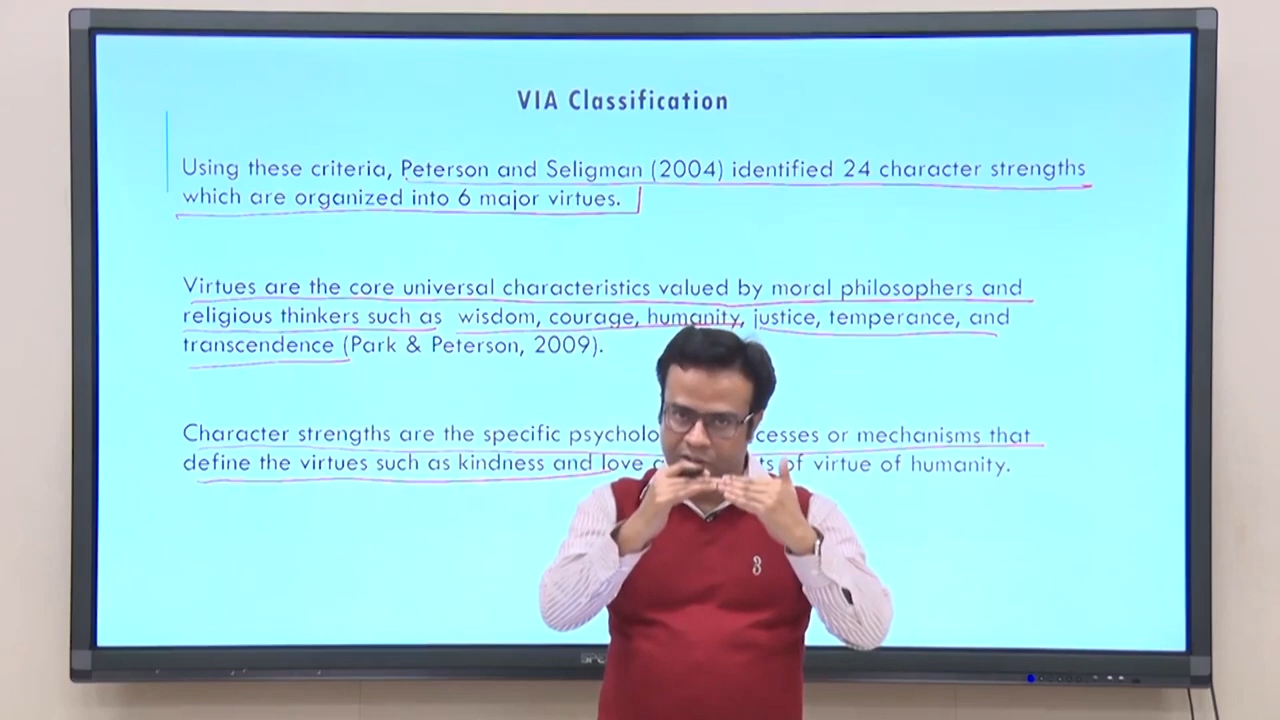 VIA Classification
Using these criteria, Peterson and Seligman (2004) identified 24 character strengths
which are organized into 6 major virtues.
Virtues are the core universal characteristics valued by moral philosophers and
religious thinkers such as wisdom, courage, humanity, justice, temperance, and
transcendence (Park & Peterson, 2009).
Character strengths are the specific or mechanisms that
define the virtues such as kindness and love of virtue of humanity.
3